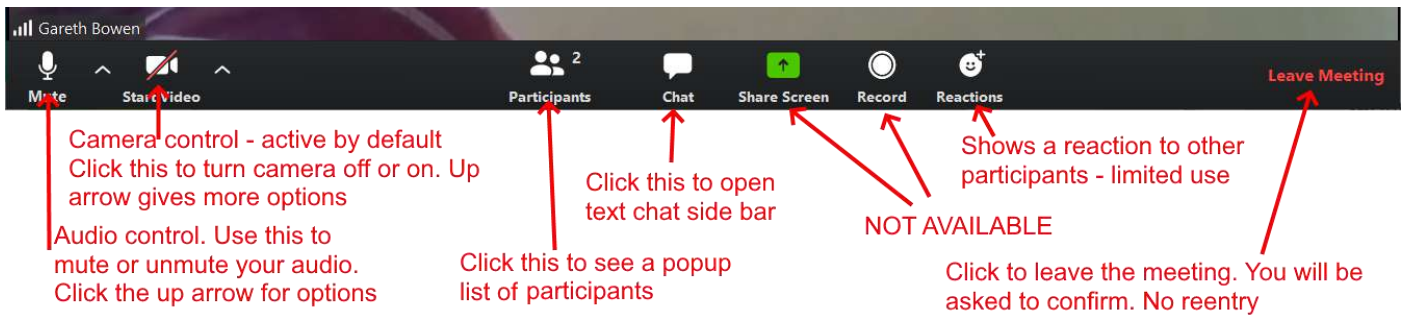 Gareth Bowen
2
Mute
Start Video
Participants
Chat
Share Screen
Record
Reactions
Leave Meeting
Camera control - active by default
Click this to turn camera off or on. Up
arrow gives more options
Audio control. Use this to
mute or unmute your audio.
Click the up arrow for options
Click this to see a popup
list of participants
Click this to open
text chat side bar
NOT AVAILABLE
Shows a reaction to other
participants - limited use
Click to leave the meeting. You will be
asked to confirm. No reentry